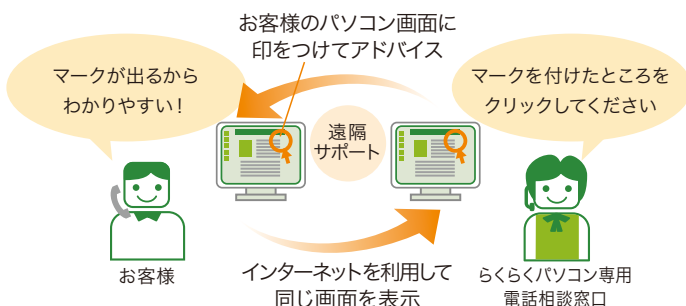 お客様のパソコン画面に
印をつけてアドバイス
マークが出るから
わかりやすい!
マークを付けたところを
クリックしてください
遠隔
サポート
お客様
インターネットを利用して
同じ画面を表示
らくらくパソコン専用
電話相談窓口